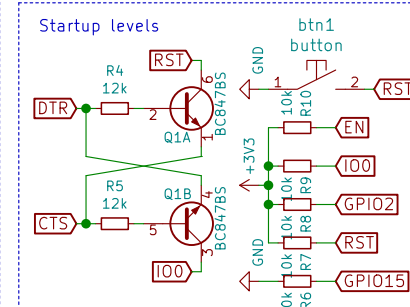 Startup levels
btn1
button
RST
GND
R4
12k
6
BC847BS
1
2
RST
DTR
2
10k
R10
EN
Q1A
1
+3V3
IO0
R5
12k
Q1B
4
10k
R9
GPIO2
CTS
5
BC847BS
10k
R8
RST
3
GND
IO0
10k
R7
GPIO15
10k
R6